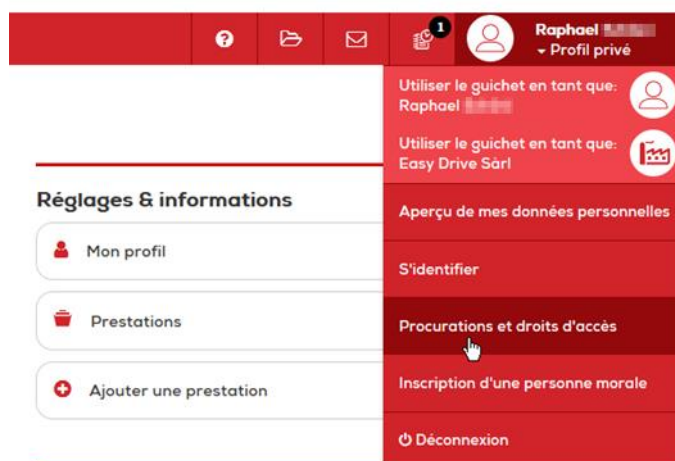 1
Raphael
Profil privé
Utiliser le guichet en tant que:
Raphael
Utiliser le guichet en tant que:
Easy Drive Sàrl
Réglages & informations
Mon profil
Prestations
Ajouter une prestation
Aperçu de mes données personnelles
S'identifier
Procurations et droits d'accès
Inscription d'une personne morale
Déconnexion